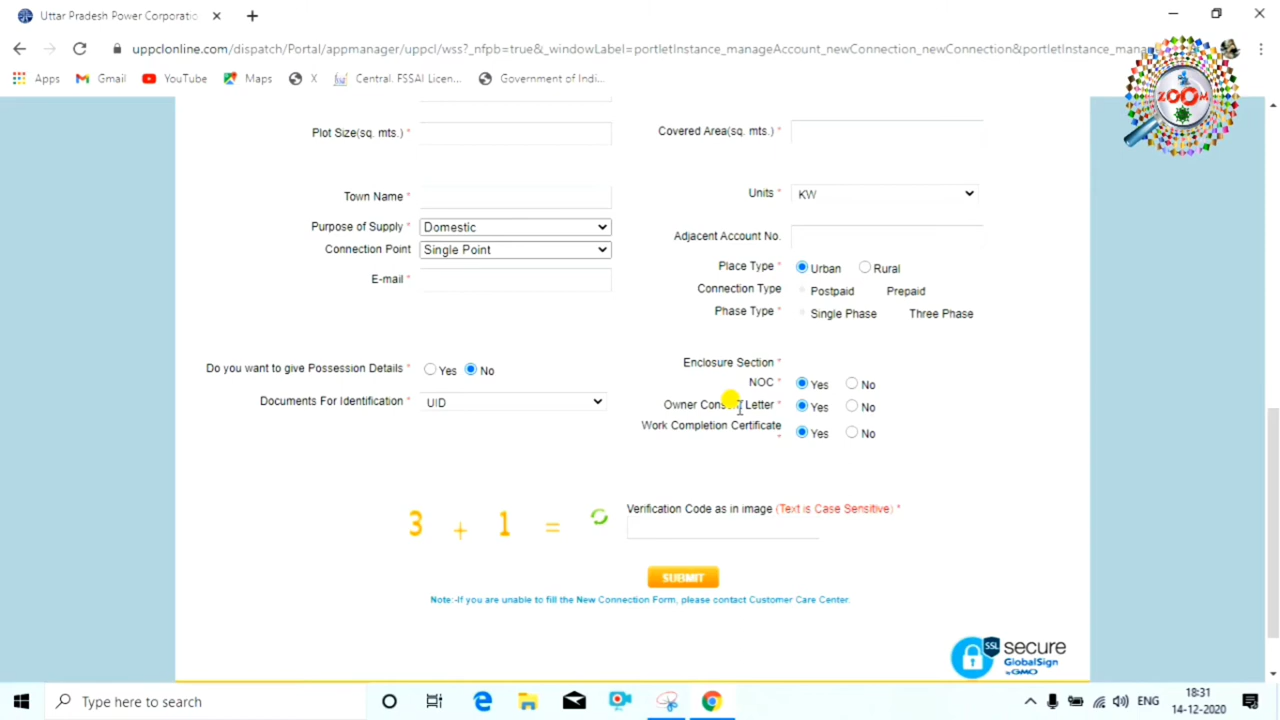 Uttar Pradesh Power Corporatio
uppclonline.com/dispatch/Portal/appmanager/uppcl/wss?_nfpb=true&_windowLabel=portletInstance_manageAccount_newConnection_newConnection&portletInstance_man
Apps Gmail YouTube Maps X Central. FSSAI Licen... Government of Indi...
ZOOM
Plot Size(sq. mts.) * Covered Area(sq. mts.) *
Town Name * Units * KW
Purpose of Supply * Domestic
Adjacent Account No.
Connection Point Single Point
Place Type * Urban Rural
E-mail *
Connection Type Postpaid Prepaid
Phase Type * Single Phase Three Phase
Enclosure Section *
Do you want to give Possession Details * Yes No
NOC * Yes No
Documents For Identification * UID
Owner Consent Letter * Yes No
Work Completion Certificate * Yes No
3 + 1 =
Verification Code as in image (Text is Case Sensitive) *
SUBMIT
Note:-If you are unable to fill the New Connection Form, please contact Customer Care Center.
SSL secure
GlobalSign
by GMO
Type here to search
ENG
18:31
14-12-2020